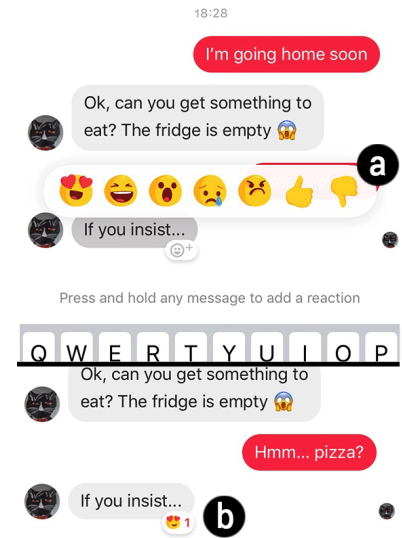 18:28
I'm going home soon
Ok, can you get something to
eat? The fridge is empty 😱
a
If you insist...
Press and hold any message to add a reaction
Q W E R T Y U I O P
Ok, can you get something to
eat? The fridge is empty 😱
Hmm... pizza?
If you insist...
😍 1
b